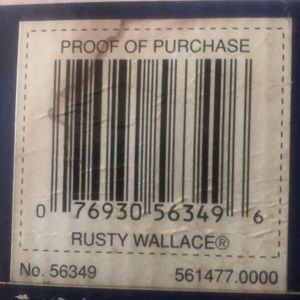 PROOF OF PURCHASE
0 76930 56349 6
RUSTY WALLACE®
No. 56349 561477.0000